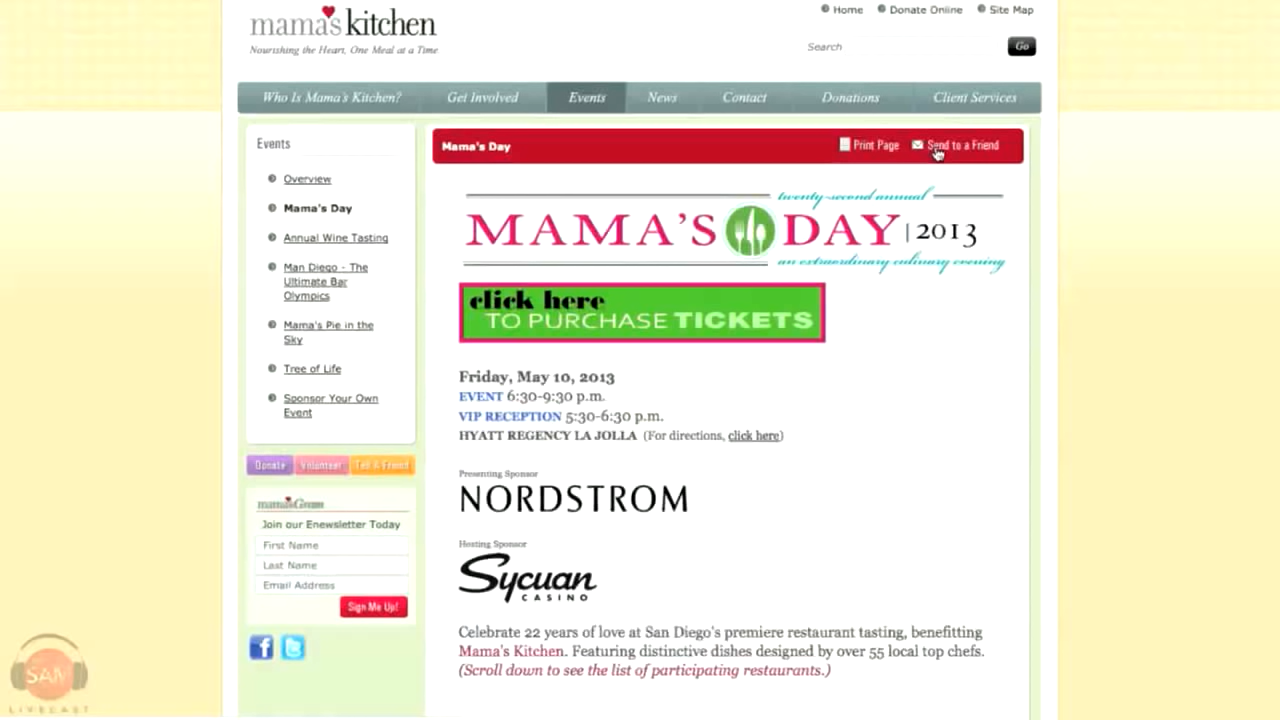 mama's kitchen
Nourishing the Heart, One Meal at a Time
Home
Donate Online
Site Map
Search
Go
Who Is Mama's Kitchen?
Get Involved
Events
News
Contact
Donations
Client Services
Events
Overview
Mama's Day
Annual Wine Tasting
Man Diego - The
Ultimate Bar
Olympics
Mama's Pie in the
Sky
Tree of Life
Sponsor Your Own
Event
Donate
Volunteer
Tell A Friend
mama'sGram
Join our Enewsletter Today
First Name
Last Name
Email Address
Sign Me Up!
Mama's Day
Print Page
Send to a Friend
twenty-second annual
MAMA'S DAY | 2013
an extraordinary culinary evening
click here
TO PURCHASE TICKETS
Friday, May 10, 2013
EVENT 6:30-9:30 p.m.
VIP RECEPTION 5:30-6:30 p.m.
HYATT REGENCY LA JOLLA (For directions, click here)
Presenting Sponsor
NORDSTROM
Hosting Sponsor
Sycuan
CASINO
Celebrate 22 years of love at San Diego's premiere restaurant tasting, benefitting
Mama's Kitchen. Featuring distinctive dishes designed by over 55 local top chefs.
(Scroll down to see the list of participating restaurants.)
SAN
LIVECAST